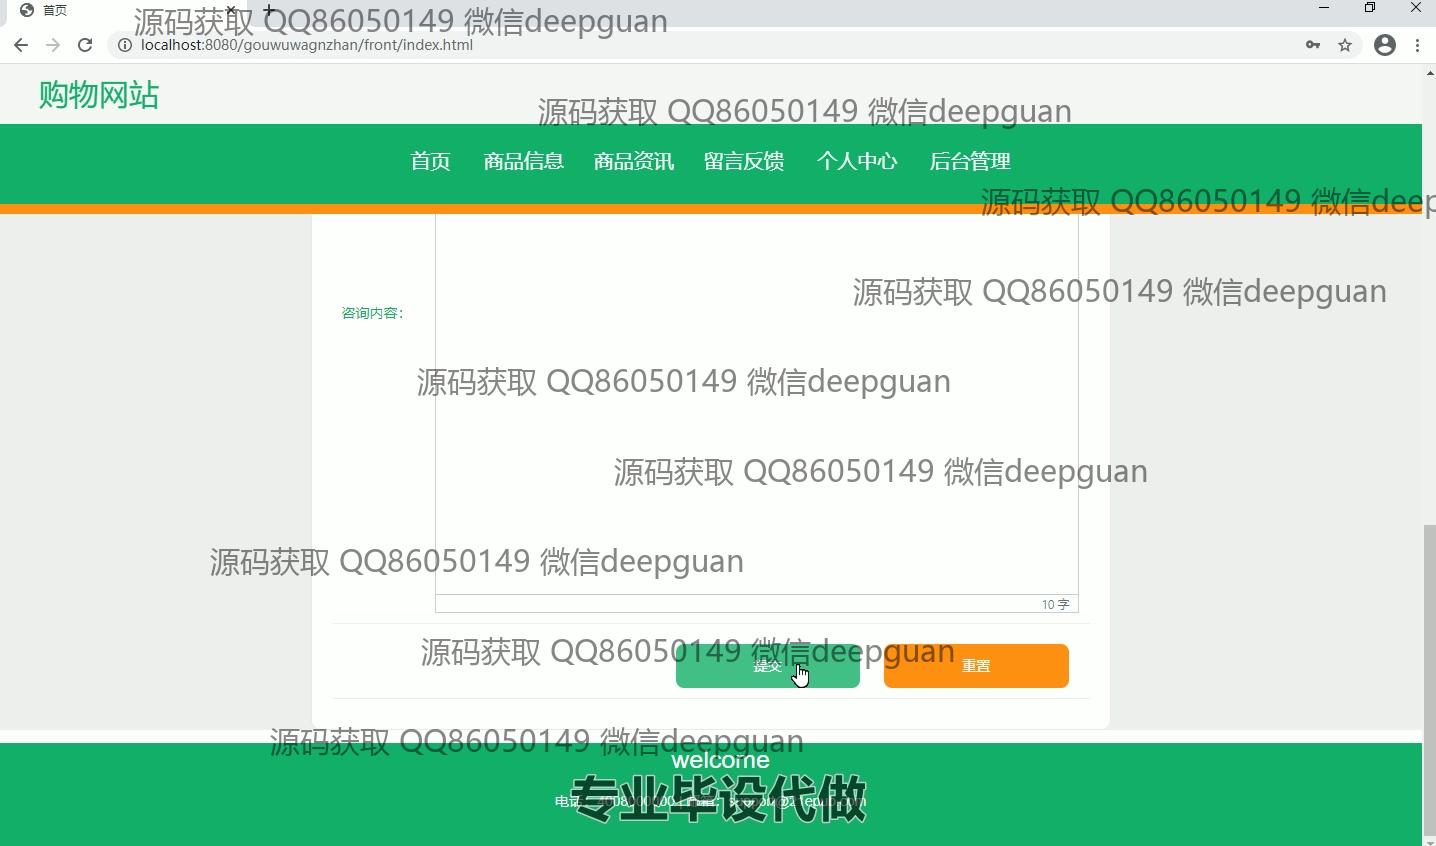 首页
源码获取 QQ86050149 微信deepguan
localhost:8080/gouwuwagnzhan/front/index.html
购物网站
源码获取 QQ86050149 微信deepguan
首页 商品信息 商品资讯 留言反馈 个人中心 后台管理
源码获取 QQ86050149 微信deep
源码获取 QQ86050149 微信deepguan
咨询内容：
源码获取 QQ86050149 微信deepguan
源码获取 QQ86050149 微信deepguan
源码获取 QQ86050149 微信deepguan
10 字
源码获取 QQ86050149 微信deepguan
提交 重置
源码获取 QQ86050149 微信deepguan
welcome
专业毕设代做
电话